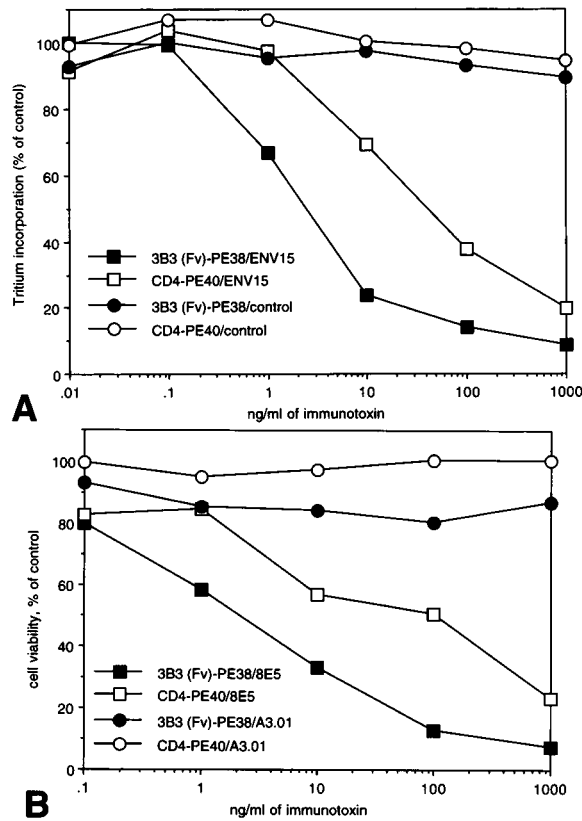 Tritium incorporation (% of control)
100
80
60
40
20
0
3B3 (Fv)-PE38/ENV15
CD4-PE40/ENV15
3B3 (Fv)-PE38/control
CD4-PE40/control
.01 .1 1 10 100 1000
ng/ml of immunotoxin
A
cell viability, % of control
100
80
60
40
20
0
3B3 (Fv)-PE38/8E5
CD4-PE40/8E5
3B3 (Fv)-PE38/A3.01
CD4-PE40/A3.01
.1 1 10 100 1000
ng/ml of immunotoxin
B